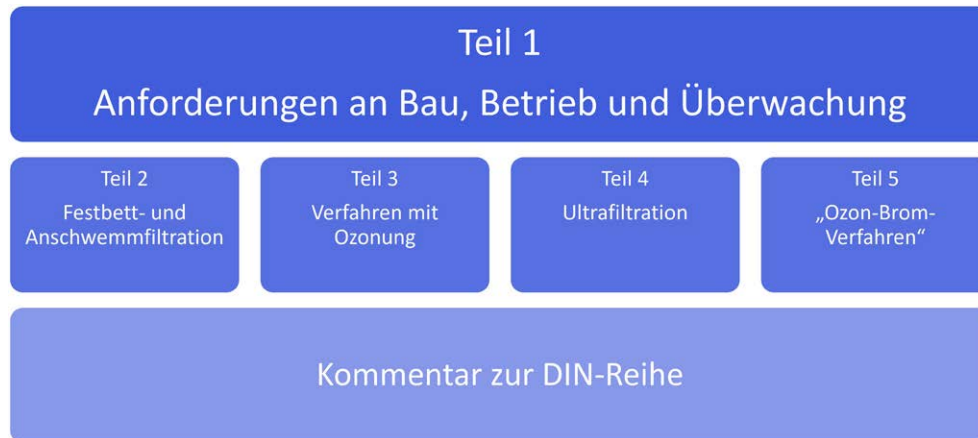 Teil 1
Anforderungen an Bau, Betrieb und Überwachung
Teil 2
Festbett- und
Anschwemmfiltration
Teil 3
Verfahren mit
Ozonung
Teil 4
Ultrafiltration
Teil 5
„Ozon-Brom-
Verfahren“
Kommentar zur DIN-Reihe